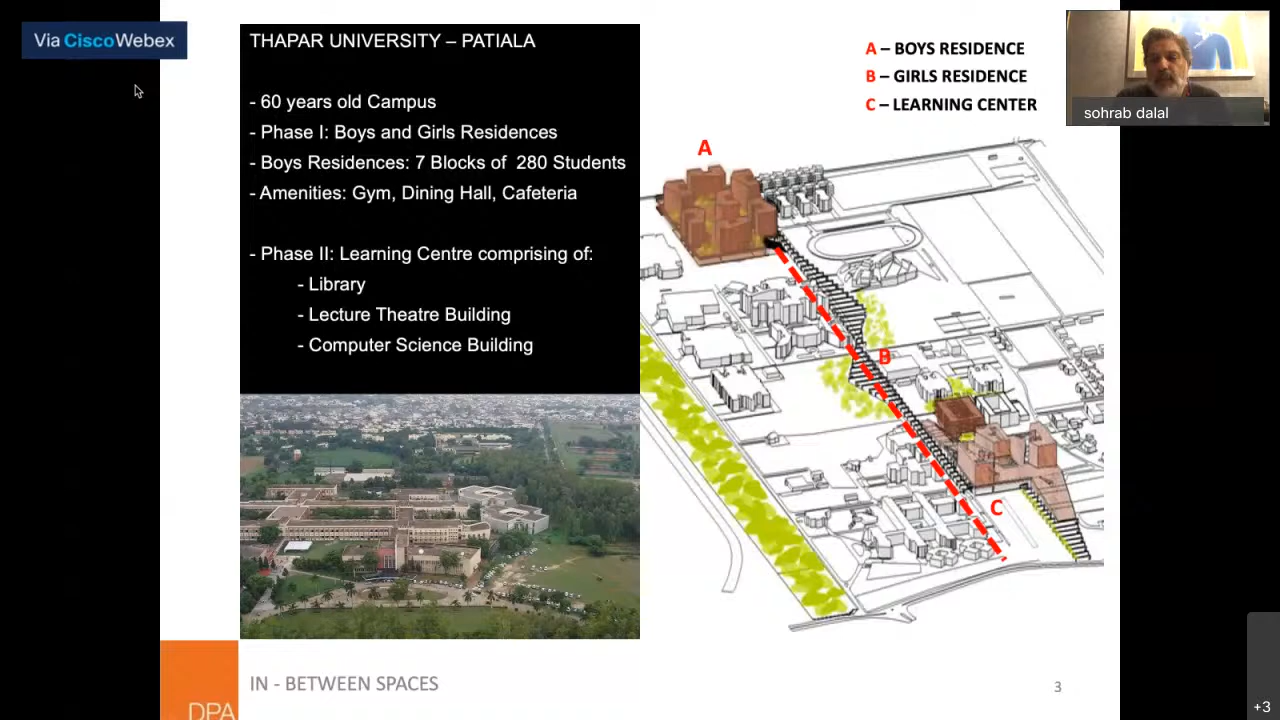 Via CiscoWebex
THAPAR UNIVERSITY – PATIALA
- 60 years old Campus
- Phase I: Boys and Girls Residences
- Boys Residences: 7 Blocks of 280 Students
- Amenities: Gym, Dining Hall, Cafeteria
- Phase II: Learning Centre comprising of:
- Library
- Lecture Theatre Building
- Computer Science Building
A – BOYS RESIDENCE
B – GIRLS RESIDENCE
C – LEARNING CENTER
sohrab dalal
A
B
C
DPA
IN - BETWEEN SPACES
3
+3